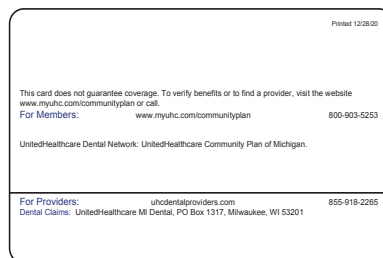 Printed 12/28/20
This card does not guarantee coverage. To verify benefits or to find a provider, visit the website
www.myuhc.com/communityplan or call.
For Members: www.myuhc.com/communityplan 800-903-5253
UnitedHealthcare Dental Network: UnitedHealthcare Community Plan of Michigan.
For Providers: uhcdentalproviders.com 855-918-2265
Dental Claims: UnitedHealthcare MI Dental, PO Box 1317, Milwaukee, WI 53201